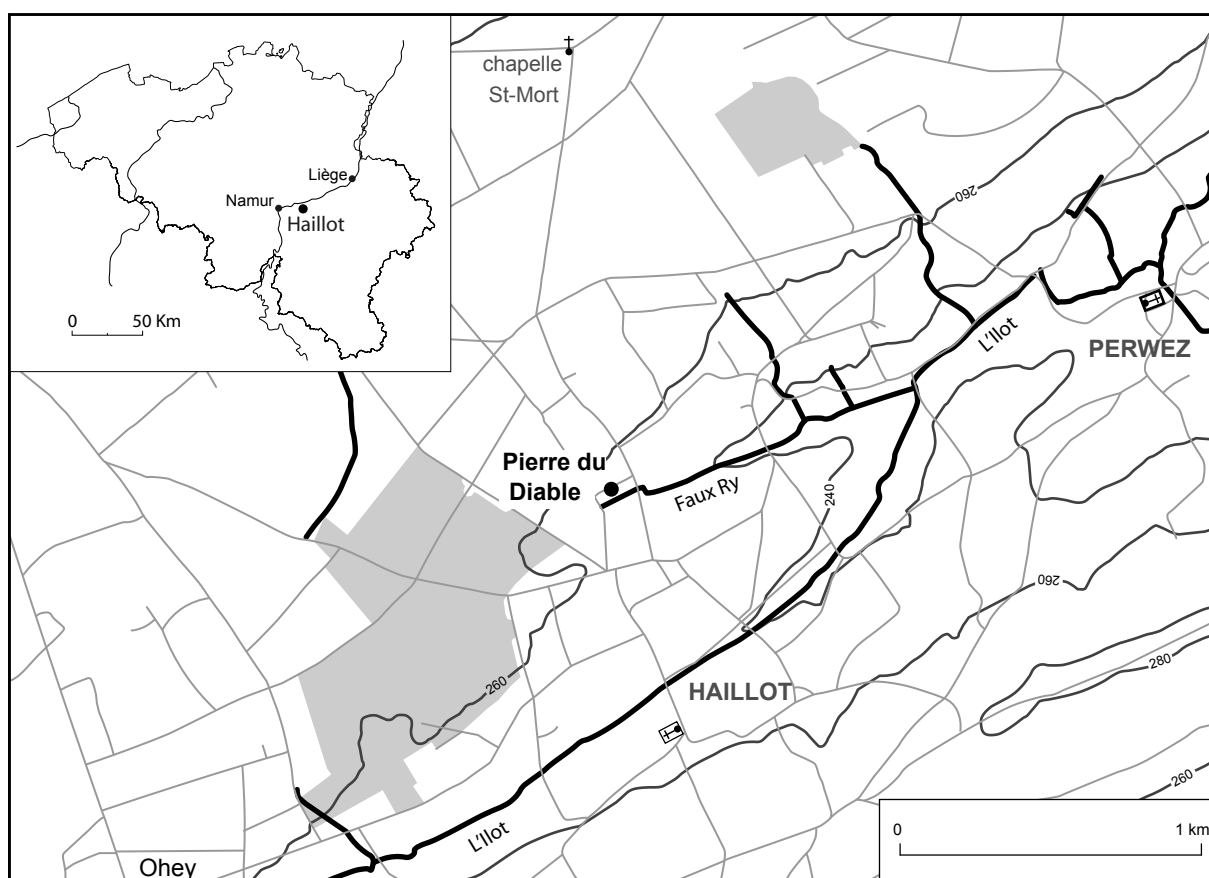 chapelle
St-Mort
Liège
Namur
Haillot
0 50 Km
260
L'Ilot
PERWEZ
Pierre du
Diable
Faux Ry
240
260
280
260
HAILLOT
260
L'Ilot
Ohey
0 1 km